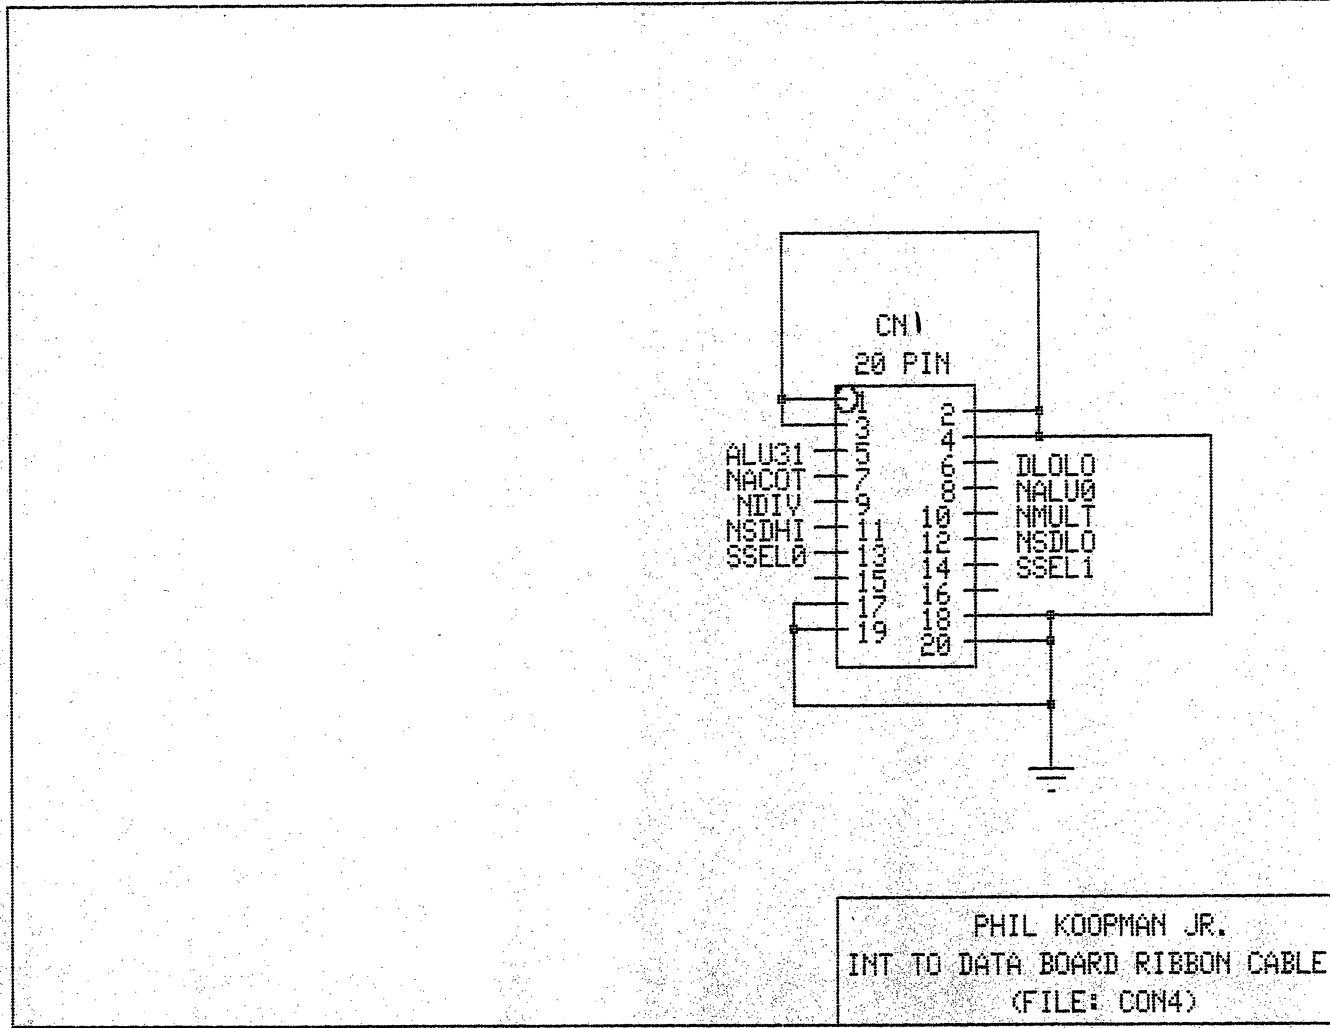 CN1
20 PIN
1
2
3
4
ALU31 5
6 DLOLO
NACOT 7
8 NALU0
NDIV 9
10 NMULT
NSDHI 11
12 NSDLO
SSEL0 13
14 SSEL1
15
16
17
18
19
20
PHIL KOOPMAN JR.
INT TO DATA BOARD RIBBON CABLE
(FILE: CON4)